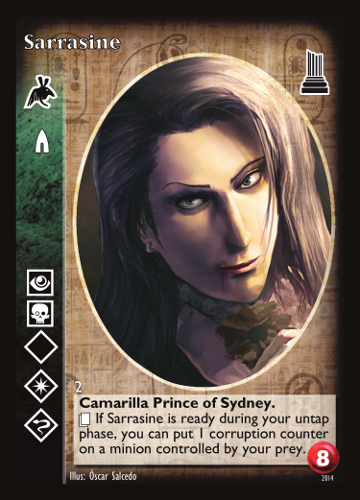 Sarrasine
2
Camarilla Prince of Sydney.
If Sarrasine is ready during your untap
phase, you can put 1 corruption counter
on a minion controlled by your prey.
8
Illus: Óscar Salcedo
2014